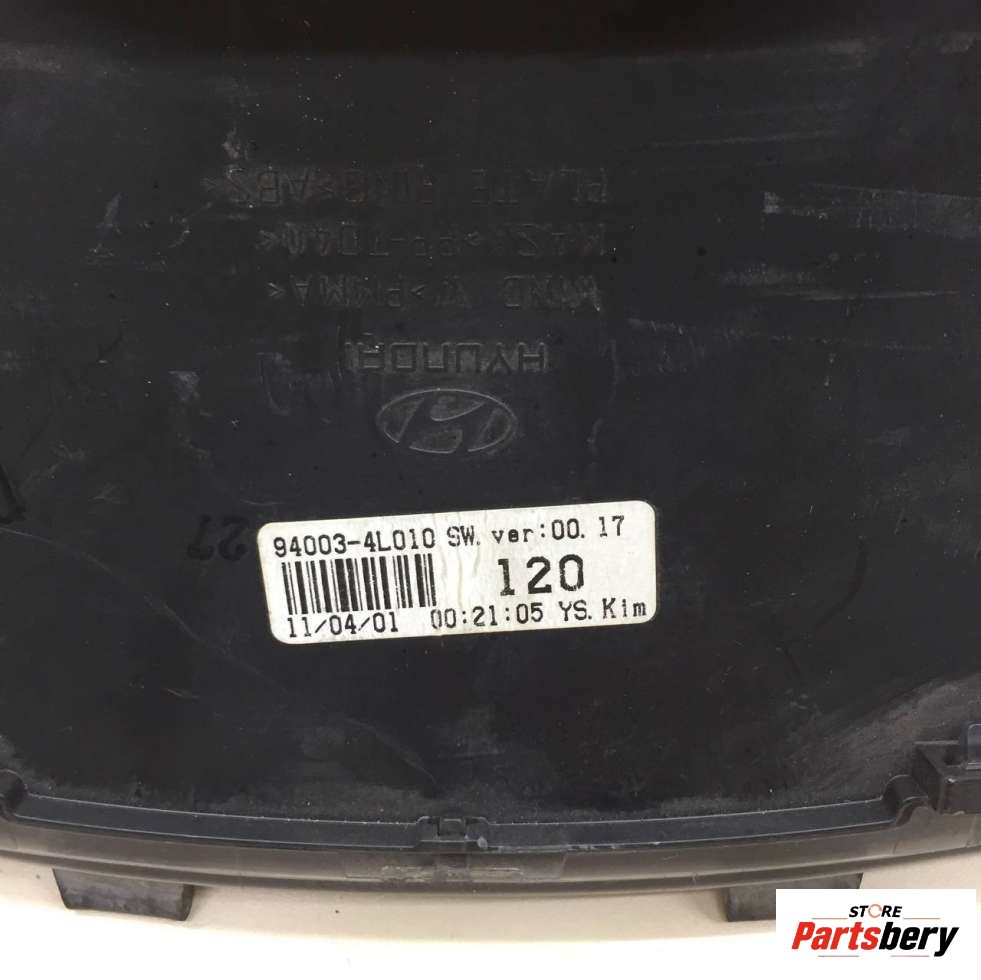 HYUNDAI
94003-4L010 SW. ver:00. 17
120
11/04/01 00:21:05 YS. Kim
STORE
Partsbery